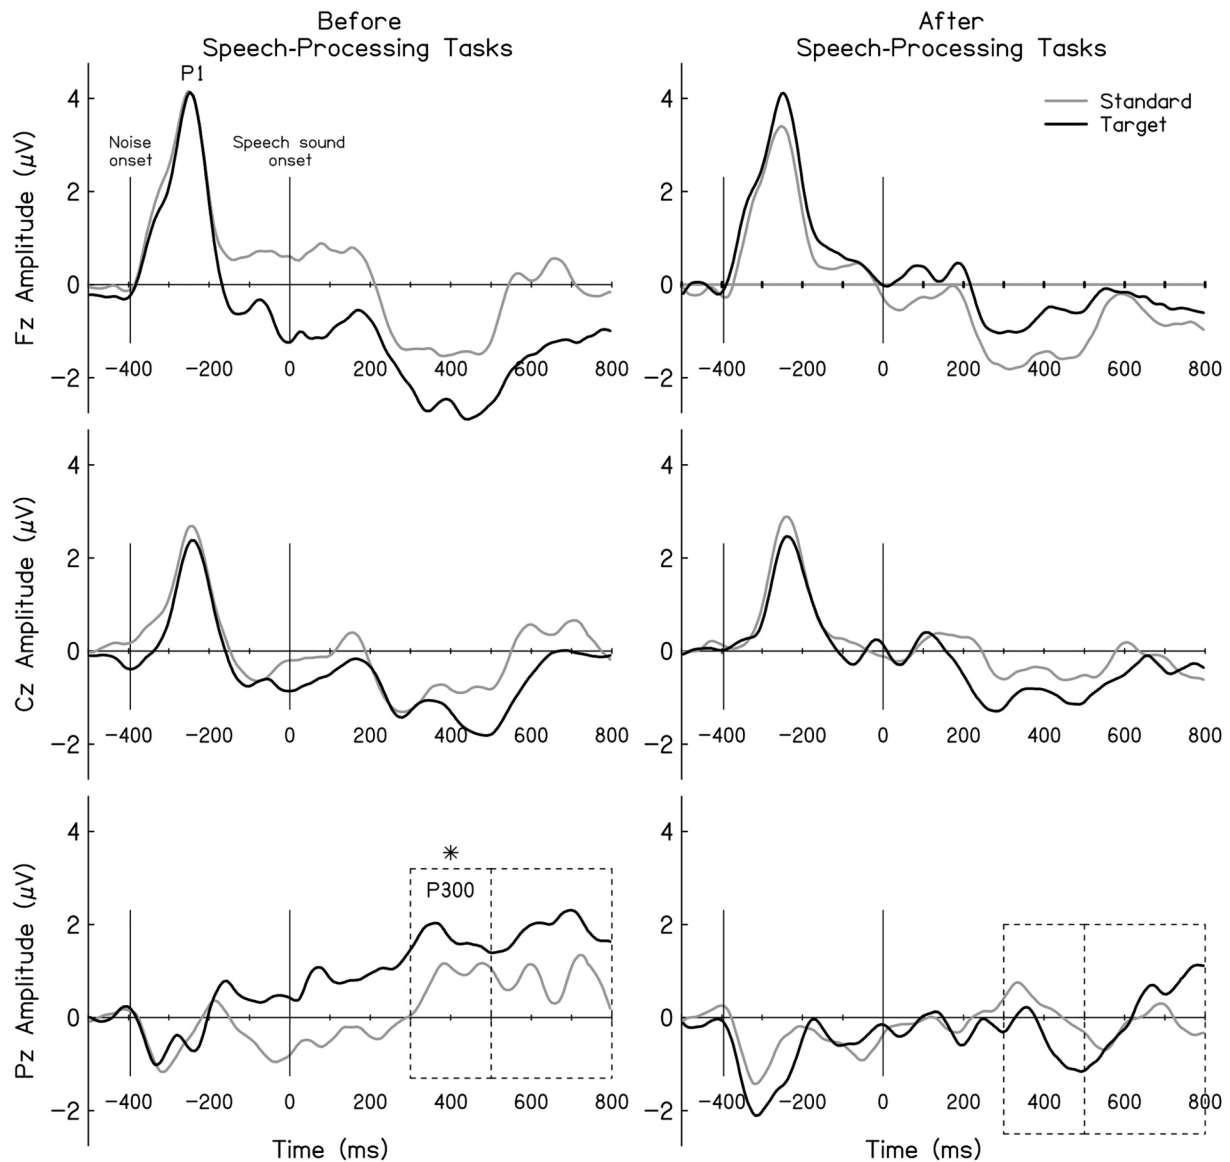 Before
Speech-Processing Tasks
After
Speech-Processing Tasks
P1
Noise
onset
Speech sound
onset
Standard
Target
Fz Amplitude (μV)
4
2
0
−2
−400 −200 0 200 400 600 800
4
2
0
−2
−400 −200 0 200 400 600 800
Cz Amplitude (μV)
4
2
0
−2
−400 −200 0 200 400 600 800
4
2
0
−2
−400 −200 0 200 400 600 800
Pz Amplitude (μV)
4
2
0
−2
*
P300
−400 −200 0 200 400 600 800
Time (ms)
4
2
0
−2
−400 −200 0 200 400 600 800
Time (ms)